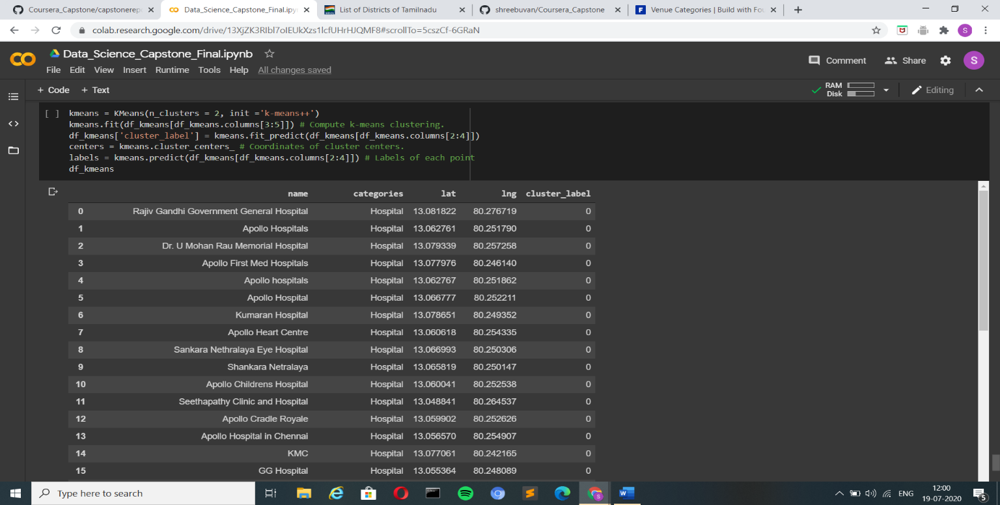 Coursera_Capstone/capstonerep
Data_Science_Capstone_Final.ipy
List of Districts of Tamilnadu
shreebuvan/Coursera_Capstone
Venue Categories | Build with Fou
colab.research.google.com/drive/13XjZK3RIbl7oIEUkXzs1lcfUHrHJQMF8#scrollTo=5cszCf-6GRaN
S
Data_Science_Capstone_Final.ipynb
Comment Share S
File Edit View Insert Runtime Tools Help All changes saved
+ Code + Text
RAM
Disk
Editing
[ ] kmeans = KMeans(n_clusters = 2, init ='k-means++')
kmeans.fit(df_kmeans[df_kmeans.columns[3:5]]) # Compute k-means clustering.
df_kmeans['cluster_label'] = kmeans.fit_predict(df_kmeans[df_kmeans.columns[2:4]])
centers = kmeans.cluster_centers_ # Coordinates of cluster centers.
labels = kmeans.predict(df_kmeans[df_kmeans.columns[2:4]]) # Labels of each point
df_kmeans
name categories lat lng cluster_label
0 Rajiv Gandhi Government General Hospital Hospital 13.081822 80.276719 0
1 Apollo Hospitals Hospital 13.062761 80.251790 0
2 Dr. U Mohan Rau Memorial Hospital Hospital 13.079339 80.257258 0
3 Apollo First Med Hospitals Hospital 13.077976 80.246140 0
4 Apollo hospitals Hospital 13.062767 80.251862 0
5 Apollo Hospital Hospital 13.066777 80.252211 0
6 Kumaran Hospital Hospital 13.078651 80.249352 0
7 Apollo Heart Centre Hospital 13.060618 80.254335 0
8 Sankara Nethralaya Eye Hospital Hospital 13.066993 80.250306 0
9 Shankara Netralaya Hospital 13.065819 80.250147 0
10 Apollo Childrens Hospital Hospital 13.060041 80.252538 0
11 Seethapathy Clinic and Hospital Hospital 13.048841 80.264537 0
12 Apollo Cradle Royale Hospital 13.059902 80.252626 0
13 Apollo Hospital in Chennai Hospital 13.056570 80.254907 0
14 KMC Hospital 13.077061 80.242165 0
15 GG Hospital Hospital 13.055364 80.248089 0
Type here to search
ENG
12:00
19-07-2020
5